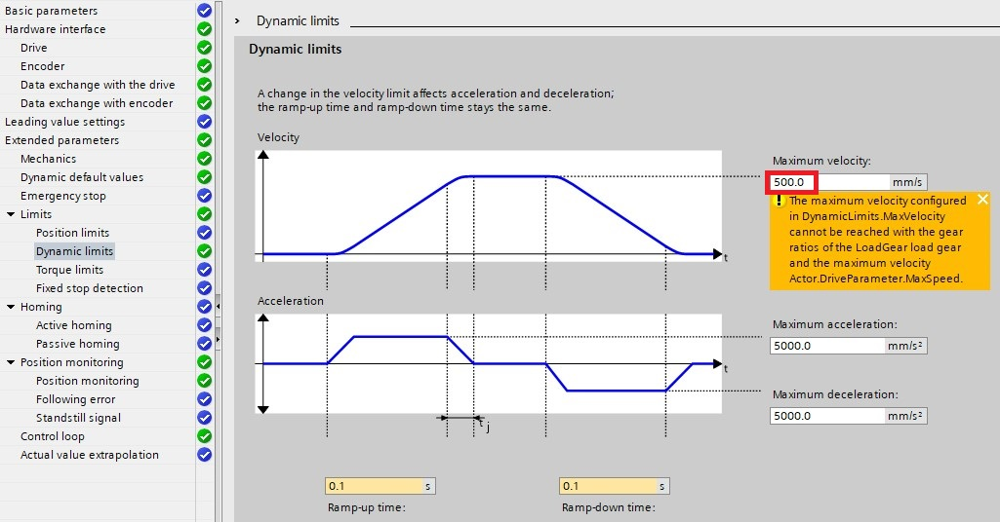 Basic parameters
Hardware interface
Drive
Encoder
Data exchange with the drive
Data exchange with encoder
Leading value settings
Extended parameters
Mechanics
Dynamic default values
Emergency stop
Limits
Position limits
Dynamic limits
Torque limits
Fixed stop detection
Homing
Active homing
Passive homing
Position monitoring
Position monitoring
Following error
Standstill signal
Control loop
Actual value extrapolation
Dynamic limits
Dynamic limits
A change in the velocity limit affects acceleration and deceleration;
the ramp-up time and ramp-down time stays the same.
Velocity
t
Maximum velocity:
500.0 mm/s
! The maximum velocity configured
in DynamicLimits.MaxVelocity
cannot be reached with the gear
ratios of the LoadGear load gear
and the maximum velocity
Actor.DriveParameter.MaxSpeed.
Acceleration
t
tj
Maximum acceleration:
5000.0 mm/s²
Maximum deceleration:
5000.0 mm/s²
0.1 s
Ramp-up time:
0.1 s
Ramp-down time: